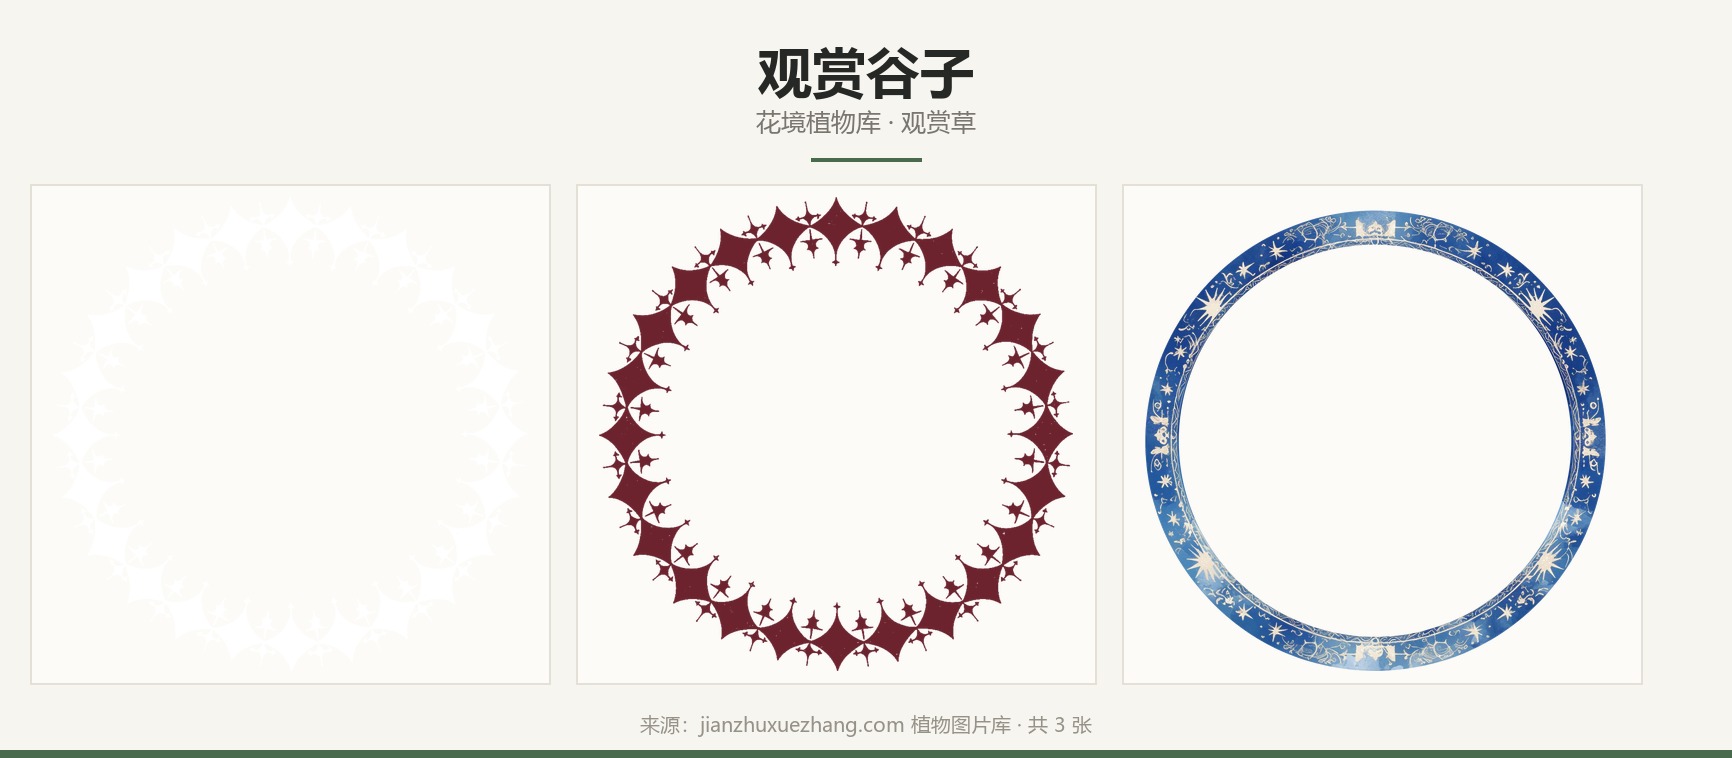 观赏谷子
花境植物库 · 观赏草
来源：jianzhuxuezhang.com 植物图片库 · 共 3 张